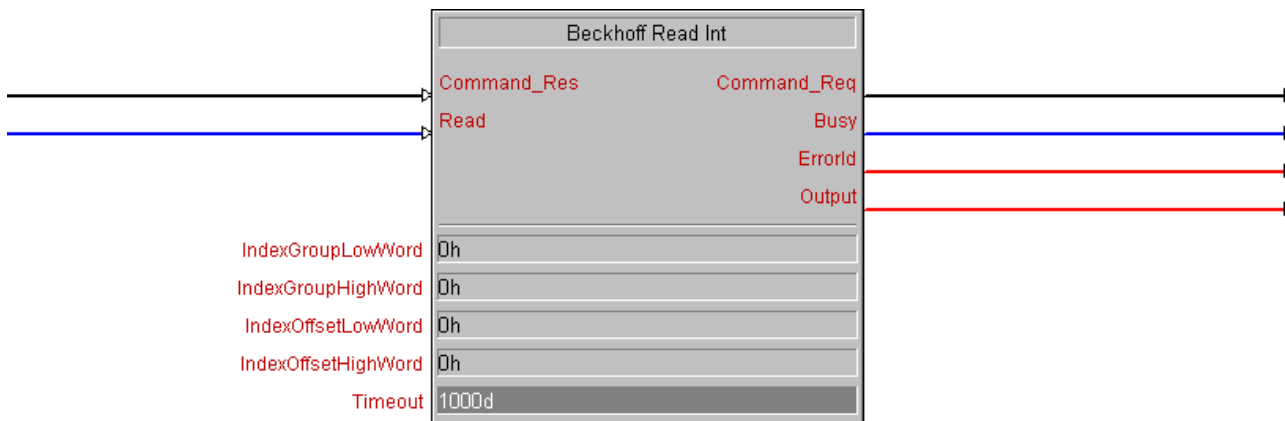 Beckhoff Read Int
Command_Res Command_Req
Read Busy
ErrorId
Output
IndexGroupLowWord 0h
IndexGroupHighWord 0h
IndexOffsetLowWord 0h
IndexOffsetHighWord 0h
Timeout 1000d